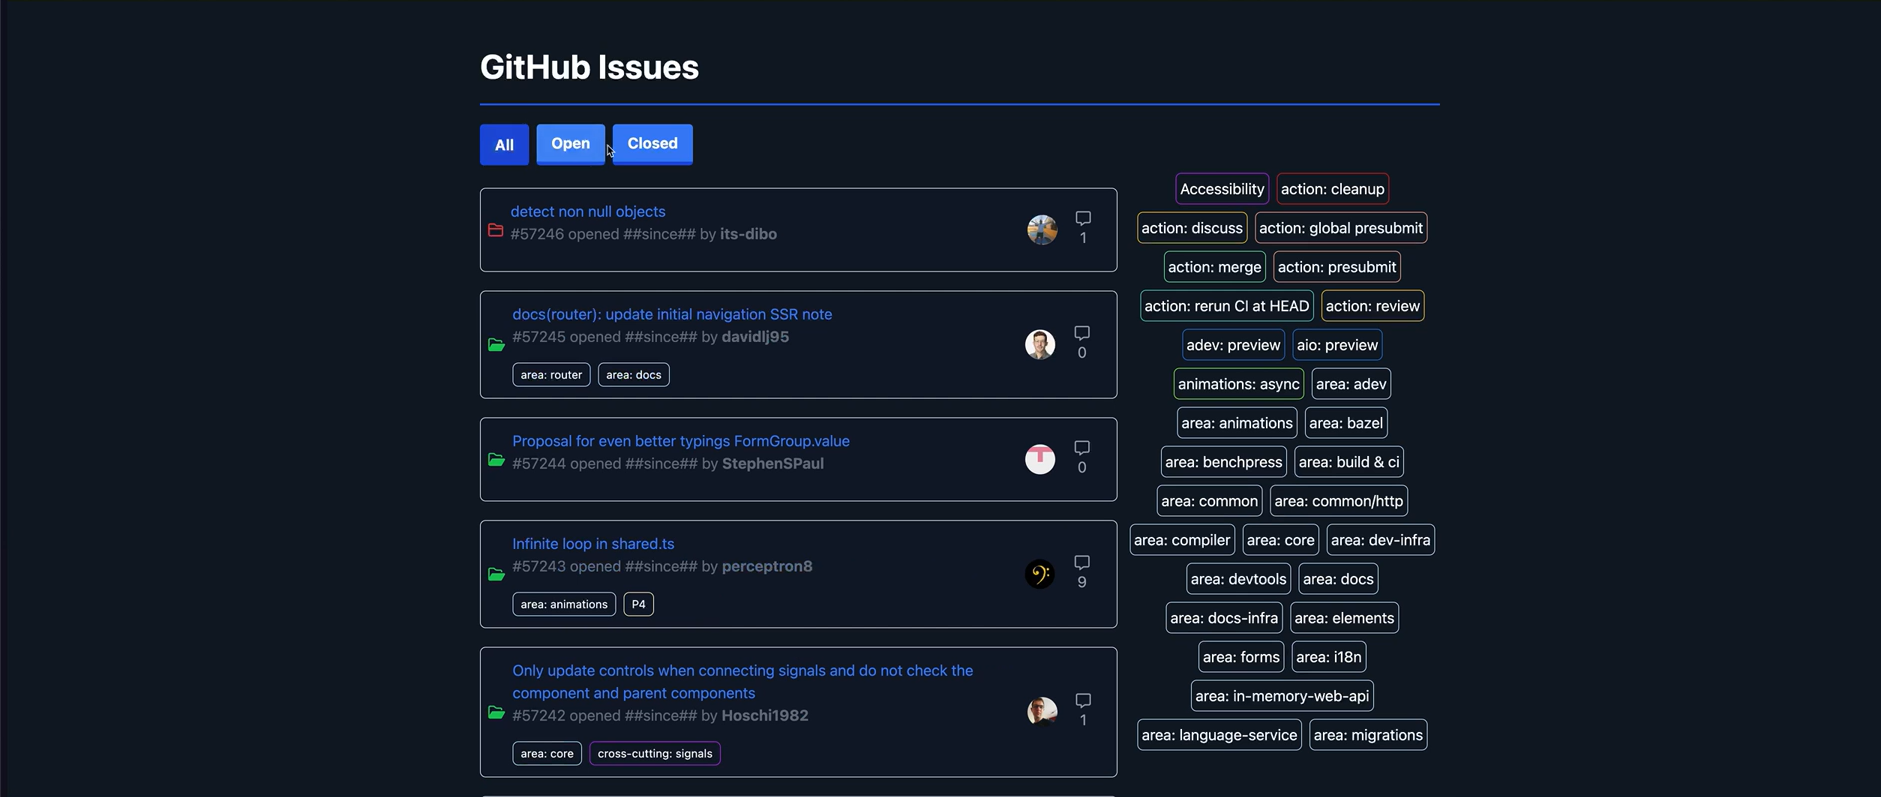 GitHub Issues
All Open Closed
detect non null objects
#57246 opened ##since## by its-dibo
1
docs(router): update initial navigation SSR note
#57245 opened ##since## by davidlj95
0
area: router area: docs
Proposal for even better typings FormGroup.value
#57244 opened ##since## by StephenSPaul
0
Infinite loop in shared.ts
#57243 opened ##since## by perceptron8
9
area: animations P4
Only update controls when connecting signals and do not check the
component and parent components
#57242 opened ##since## by Hoschi1982
1
area: core cross-cutting: signals
Accessibility action: cleanup
action: discuss action: global presubmit
action: merge action: presubmit
action: rerun CI at HEAD action: review
adev: preview aio: preview
animations: async area: adev
area: animations area: bazel
area: benchpress area: build & ci
area: common area: common/http
area: compiler area: core area: dev-infra
area: devtools area: docs
area: docs-infra area: elements
area: forms area: i18n
area: in-memory-web-api
area: language-service area: migrations